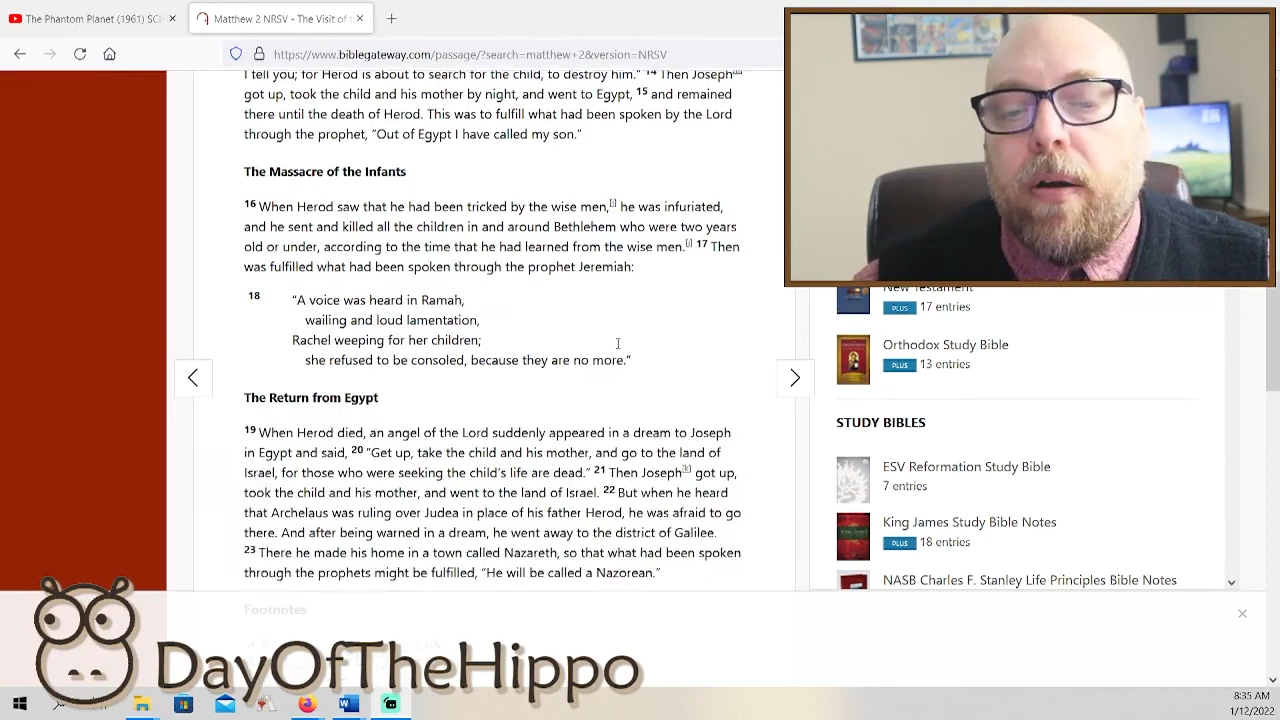 The Phantom Planet (1961) SCI-
Matthew 2 NRSV - The Visit of
https://www.biblegateway.com/passage/?search=matthew+2&version=NRSV
I tell you; for Herod is about to search for the child, to destroy him.” 14 Then Joseph
got up, took the child and his mother by night, and went to Egypt, 15 and remained
there until the death of Herod. This was to fulfill what had been spoken by the Lord
through the prophet, “Out of Egypt I have called my son.”
The Massacre of the Infants
16 When Herod saw that he had been tricked by the wise men,[i] he was infuriated,
and he sent and killed all the children in and around Bethlehem who were two years
old or under, according to the time that he had learned from the wise men.[j] 17 Then
was fulfilled what had been spoken through the prophet Jeremiah:
18 “A voice was heard in Ramah,
wailing and loud lamentation,
Rachel weeping for her children;
she refused to be consoled, because they are no more.”
The Return from Egypt
19 When Herod died, an angel of the Lord suddenly appeared in a dream to Joseph
in Egypt and said, 20 “Get up, take the child and his mother, and go to the land of
Israel, for those who were seeking the child’s life are dead.” 21 Then Joseph[k] got up,
took the child and his mother, and went to the land of Israel. 22 But when he heard
that Archelaus was ruling over Judea in place of his father Herod, he was afraid to go
there. And after being warned in a dream, he went away to the district of Galilee.
23 There he made his home in a town called Nazareth, so that what had been spoken
through the prophets might be fulfilled, “He will be called a Nazorean.”
Footnotes
New Testament
PLUS 17 entries
Orthodox Study Bible
PLUS 13 entries
STUDY BIBLES
ESV Reformation Study Bible
7 entries
King James Study Bible Notes
PLUS 18 entries
NASB Charles F. Stanley Life Principles Bible Notes
DayOfTheHippo
8:35 AM
1/12/2022